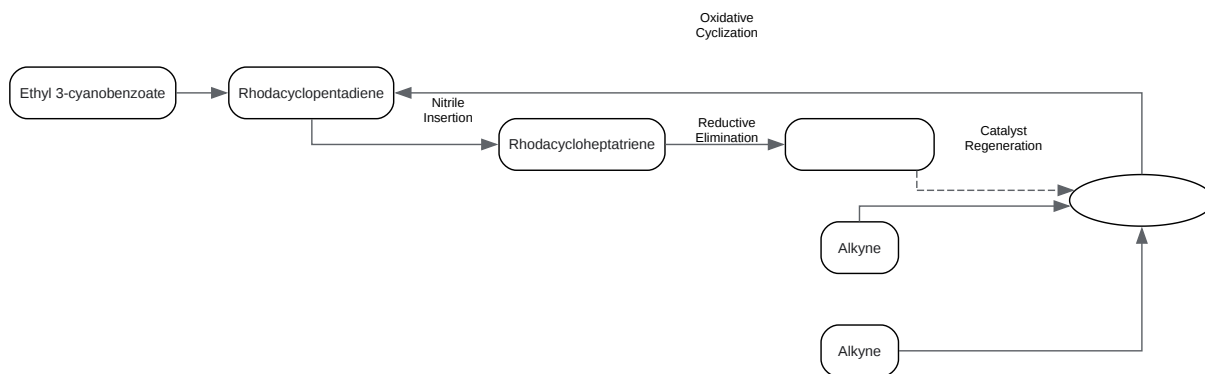 Oxidative
Cyclization
Ethyl 3-cyanobenzoate
Rhodacyclopentadiene
Nitrile
Insertion
Rhodacycloheptatriene
Reductive
Elimination
Catalyst
Regeneration
Alkyne
Alkyne